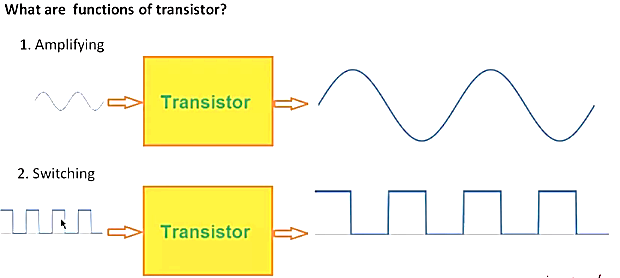 What are functions of transistor?
1. Amplifying
Transistor
2. Switching
Transistor